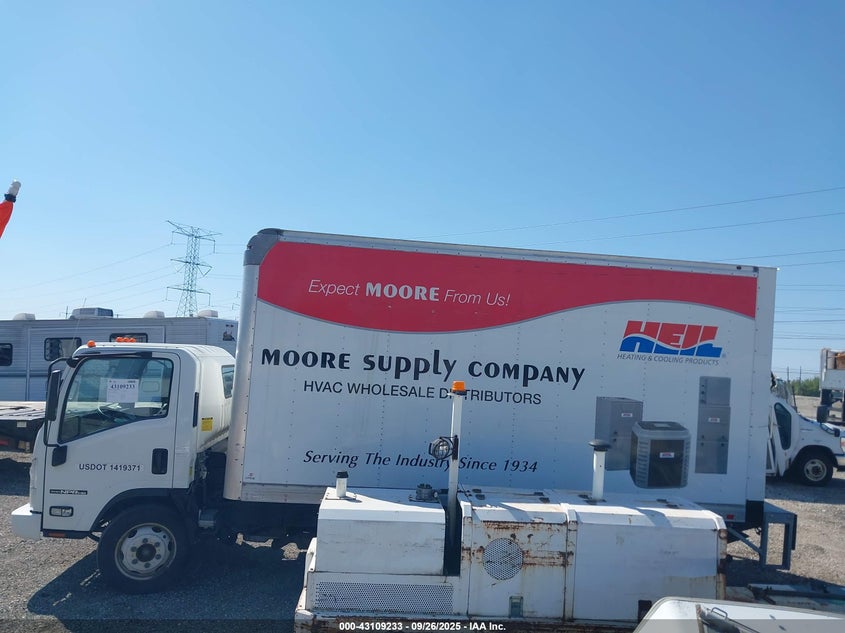 Expect MOORE From Us!
HEIL
HEATING & COOLING PRODUCTS
MOORE SUPPLY COMPANY
HVAC WHOLESALE DISTRIBUTORS
Serving The Industry Since 1934
43109233
USDOT 1419371
000-43109233 - 09/26/2025 - IAA Inc.